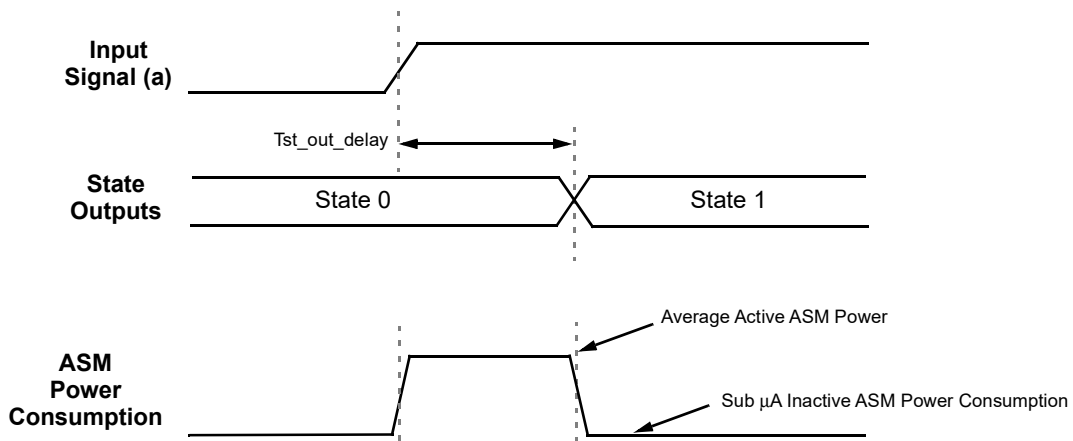 Input
Signal (a)
Tst_out_delay
State
Outputs
State 0
State 1
Average Active ASM Power
ASM
Power
Consumption
Sub μA Inactive ASM Power Consumption